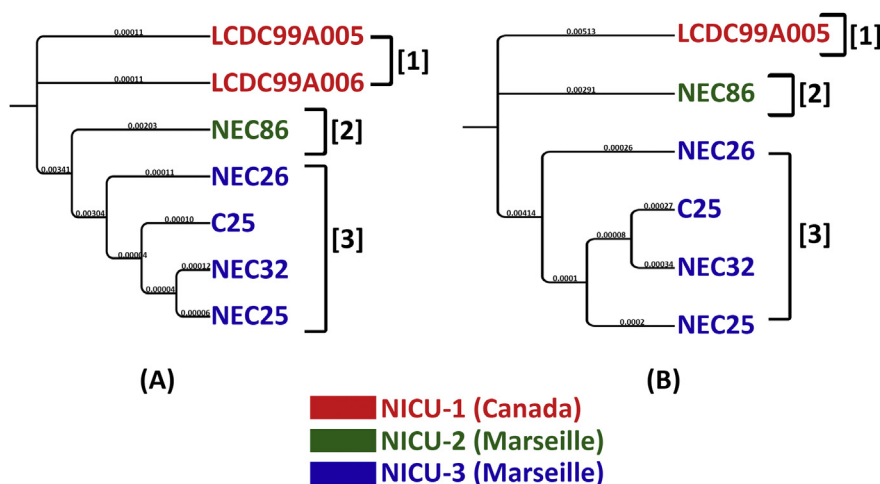 0.00011 LCDC99A005
[1]
0.00011 LCDC99A006
0.00203 NEC86 [2]
0.00341
0.00011 NEC26
0.00304
0.00010 C25 [3]
0.00004
0.00012 NEC32
0.00004
0.00006 NEC25
(A)
0.00513 LCDC99A005 [1]
0.00291 NEC86 [2]
0.00026 NEC26
0.00414
0.00027 C25
0.00008
[3]
0.00034 NEC32
0.0001
0.0002 NEC25
(B)
NICU-1 (Canada)
NICU-2 (Marseille)
NICU-3 (Marseille)